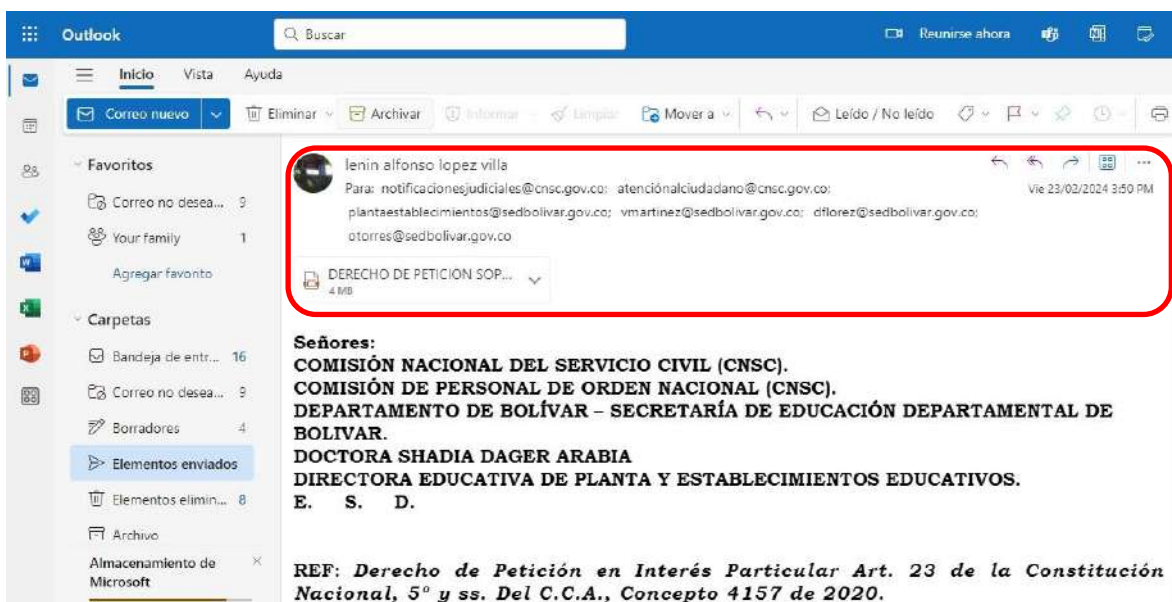 Outlook
Buscar
Reunirse ahora
Inicio Vista Ayuda
Correo nuevo
Eliminar
Archivar
Informar
Limpiar
Mover a
Leído / No leído
Favoritos
Correo no desea... 9
Your family 1
Agregar favorito
Carpetas
Bandeja de entr... 16
Correo no desea... 9
Borradores 4
Elementos enviados
Elementos elimin... 8
Archivo
Almacenamiento de
Microsoft
lenin alfonso lopez villa
Para: notificacionesjudiciales@cnsc.gov.co; atenciónalciudadano@cnsc.gov.co;
Vie 23/02/2024 3:50 PM
plantaestablecimientos@sedbolivar.gov.co; vmartinez@sedbolivar.gov.co; dflorez@sedbolivar.gov.co;
otorres@sedbolivar.gov.co
DERECHO DE PETICION SOP...
4 MB
Señores:
COMISIÓN NACIONAL DEL SERVICIO CIVIL (CNSC).
COMISIÓN DE PERSONAL DE ORDEN NACIONAL (CNSC).
DEPARTAMENTO DE BOLÍVAR – SECRETARÍA DE EDUCACIÓN DEPARTAMENTAL DE
BOLIVAR.
DOCTORA SHADIA DAGER ARABIA
DIRECTORA EDUCATIVA DE PLANTA Y ESTABLECIMIENTOS EDUCATIVOS.
E. S. D.
REF: Derecho de Petición en Interés Particular Art. 23 de la Constitución
Nacional, 5° y ss. Del C.C.A., Concepto 4157 de 2020.